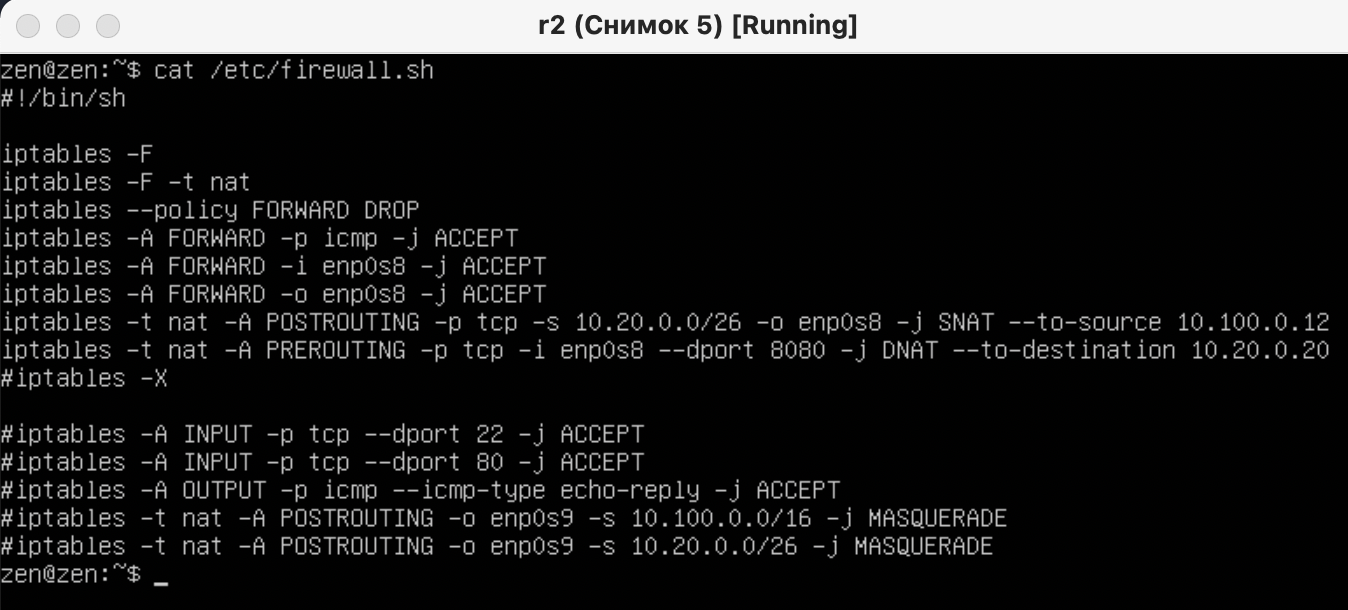 r2 (Снимок 5) [Running]
zen@zen:~$ cat /etc/firewall.sh
#!/bin/sh
iptables -F
iptables -F -t nat
iptables --policy FORWARD DROP
iptables -A FORWARD -p icmp -j ACCEPT
iptables -A FORWARD -i enp0s8 -j ACCEPT
iptables -A FORWARD -o enp0s8 -j ACCEPT
iptables -t nat -A POSTROUTING -p tcp -s 10.20.0.0/26 -o enp0s8 -j SNAT --to-source 10.100.0.12
iptables -t nat -A PREROUTING -p tcp -i enp0s8 --dport 8080 -j DNAT --to-destination 10.20.0.20
#iptables -X
#iptables -A INPUT -p tcp --dport 22 -j ACCEPT
#iptables -A INPUT -p tcp --dport 80 -j ACCEPT
#iptables -A OUTPUT -p icmp --icmp-type echo-reply -j ACCEPT
#iptables -t nat -A POSTROUTING -o enp0s9 -s 10.100.0.0/16 -j MASQUERADE
#iptables -t nat -A POSTROUTING -o enp0s9 -s 10.20.0.0/26 -j MASQUERADE
zen@zen:~$ _